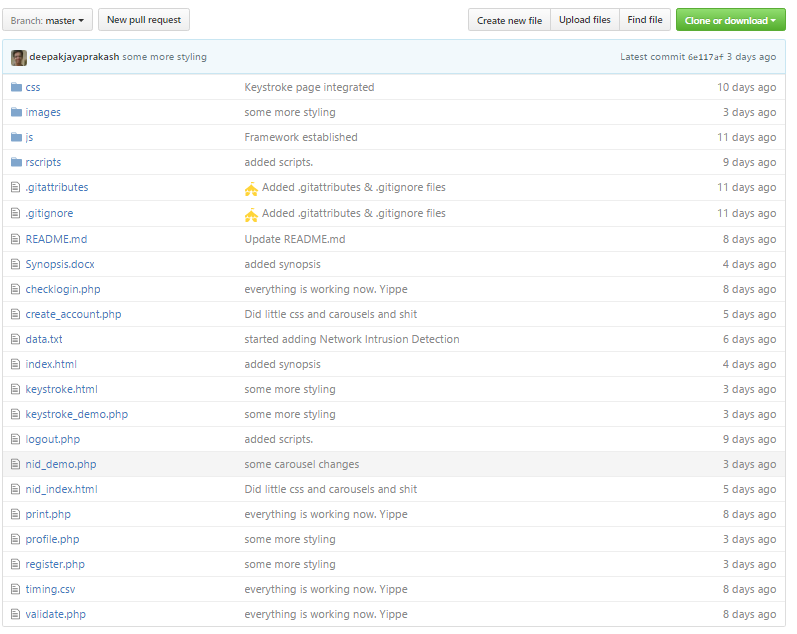 Branch: master New pull request Create new file Upload files Find file Clone or download
deepakjayaprakash some more styling Latest commit 6e117af 3 days ago
css Keystroke page integrated 10 days ago
images some more styling 3 days ago
js Framework established 11 days ago
rscripts added scripts. 9 days ago
.gitattributes Added .gitattributes & .gitignore files 11 days ago
.gitignore Added .gitattributes & .gitignore files 11 days ago
README.md Update README.md 8 days ago
Synopsis.docx added synopsis 4 days ago
checklogin.php everything is working now. Yippe 8 days ago
create_account.php Did little css and carousels and shit 5 days ago
data.txt started adding Network Intrusion Detection 6 days ago
index.html added synopsis 4 days ago
keystroke.html some more styling 3 days ago
keystroke_demo.php some more styling 3 days ago
logout.php added scripts. 9 days ago
nid_demo.php some carousel changes 3 days ago
nid_index.html Did little css and carousels and shit 5 days ago
print.php everything is working now. Yippe 8 days ago
profile.php some more styling 3 days ago
register.php some more styling 3 days ago
timing.csv everything is working now. Yippe 8 days ago
validate.php everything is working now. Yippe 8 days ago